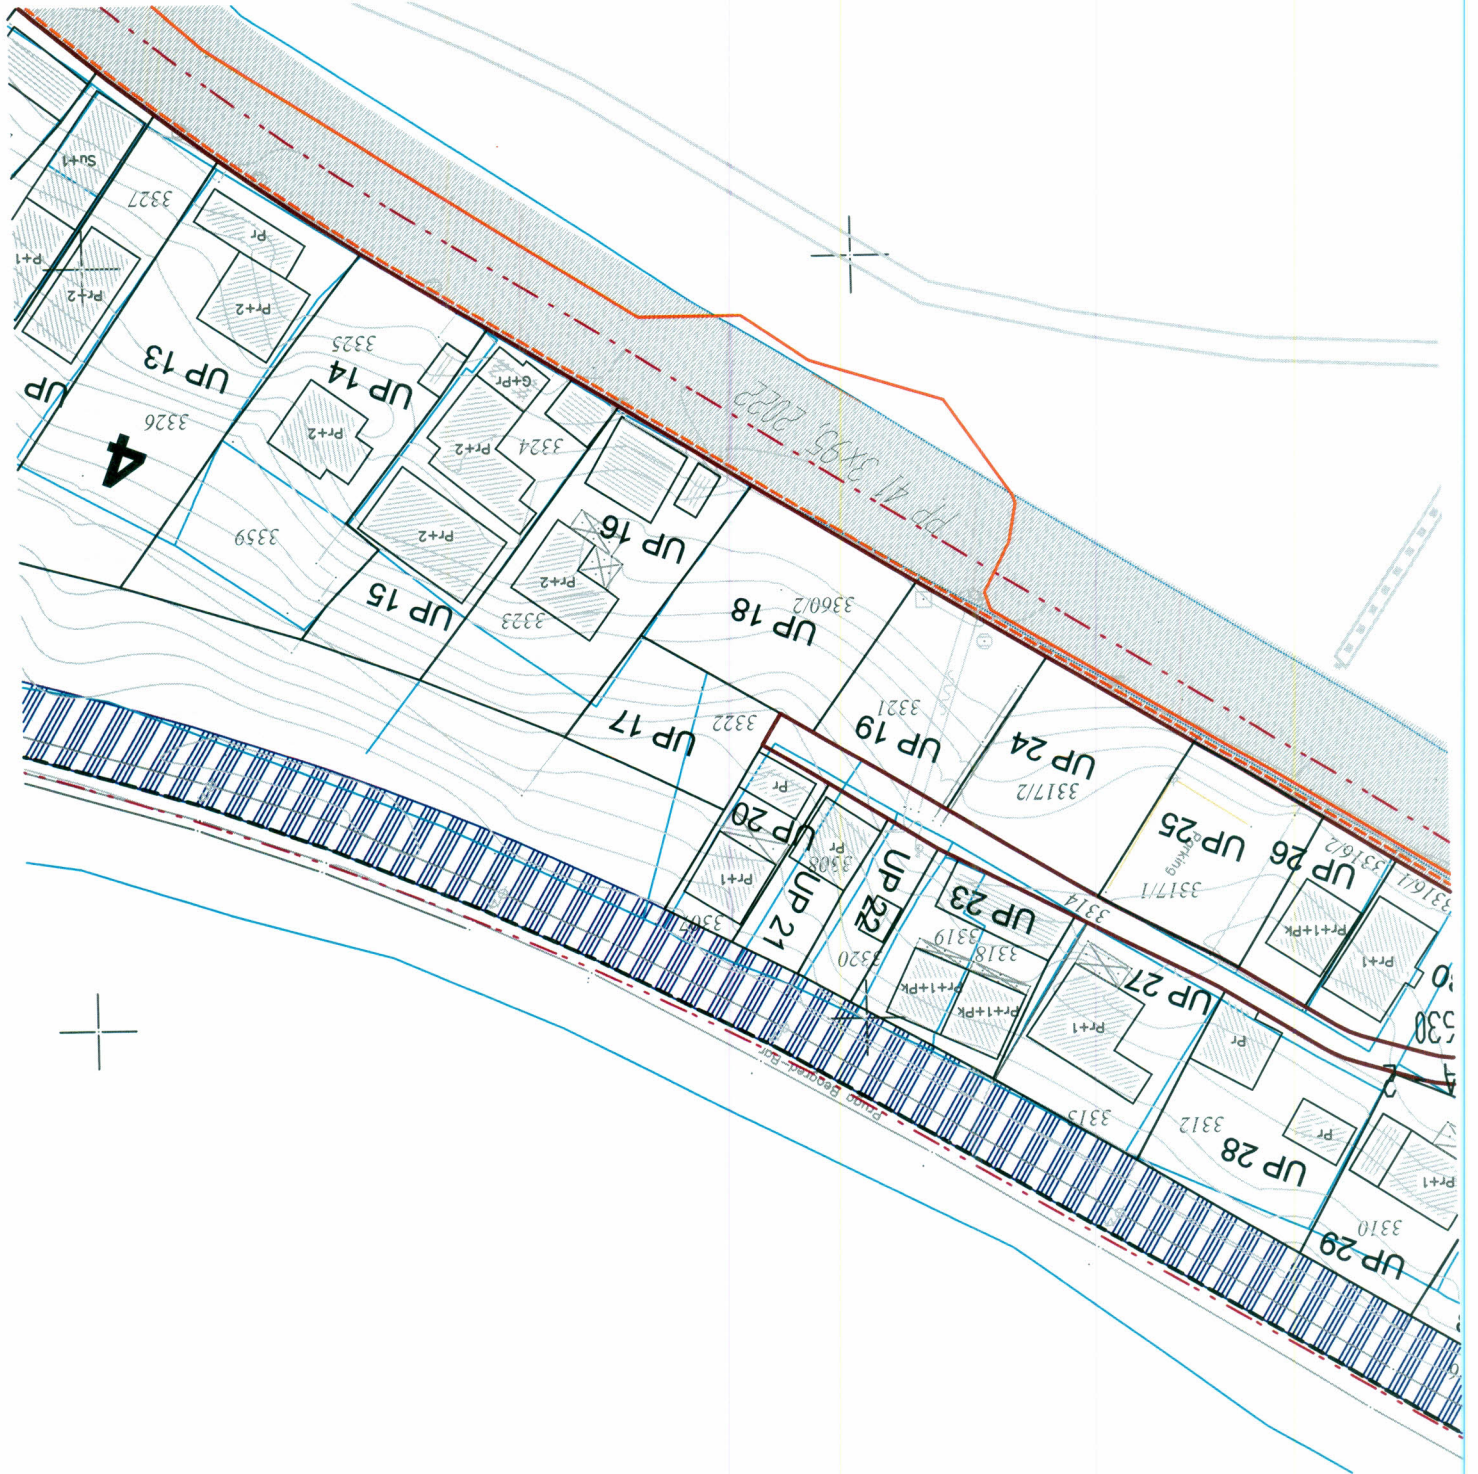 Su+1
3327
Pr
P+1
Pr+2
Pr+2
UP 13
3325
UP 14
UP
3326
4
Pr+2
G+Pr
Pr+2
3324
PP 41 3X95, 2022
3359
Pr+2
UP 16
Pr+2
UP 15
3323
UP 18
3360/2
UP 17
3322
3321
UP 19
UP 24
3317/2
Pr
UP 20
Pr
3308
Pr+1
UP 21
UP 22
UP 25
Parking
3317/1
UP 26
3316/2
3316/1
3307
UP 23
3314
3319
3318
3320
Pr+1+Pk
Pr+1+Pk
Pr+1+Pk
Pr+1
UP 27
Pr+1
Pr
530
Pruga Beograd-Bar
3313
3312
UP 28
Pr
Pr+1
3310
UP 29